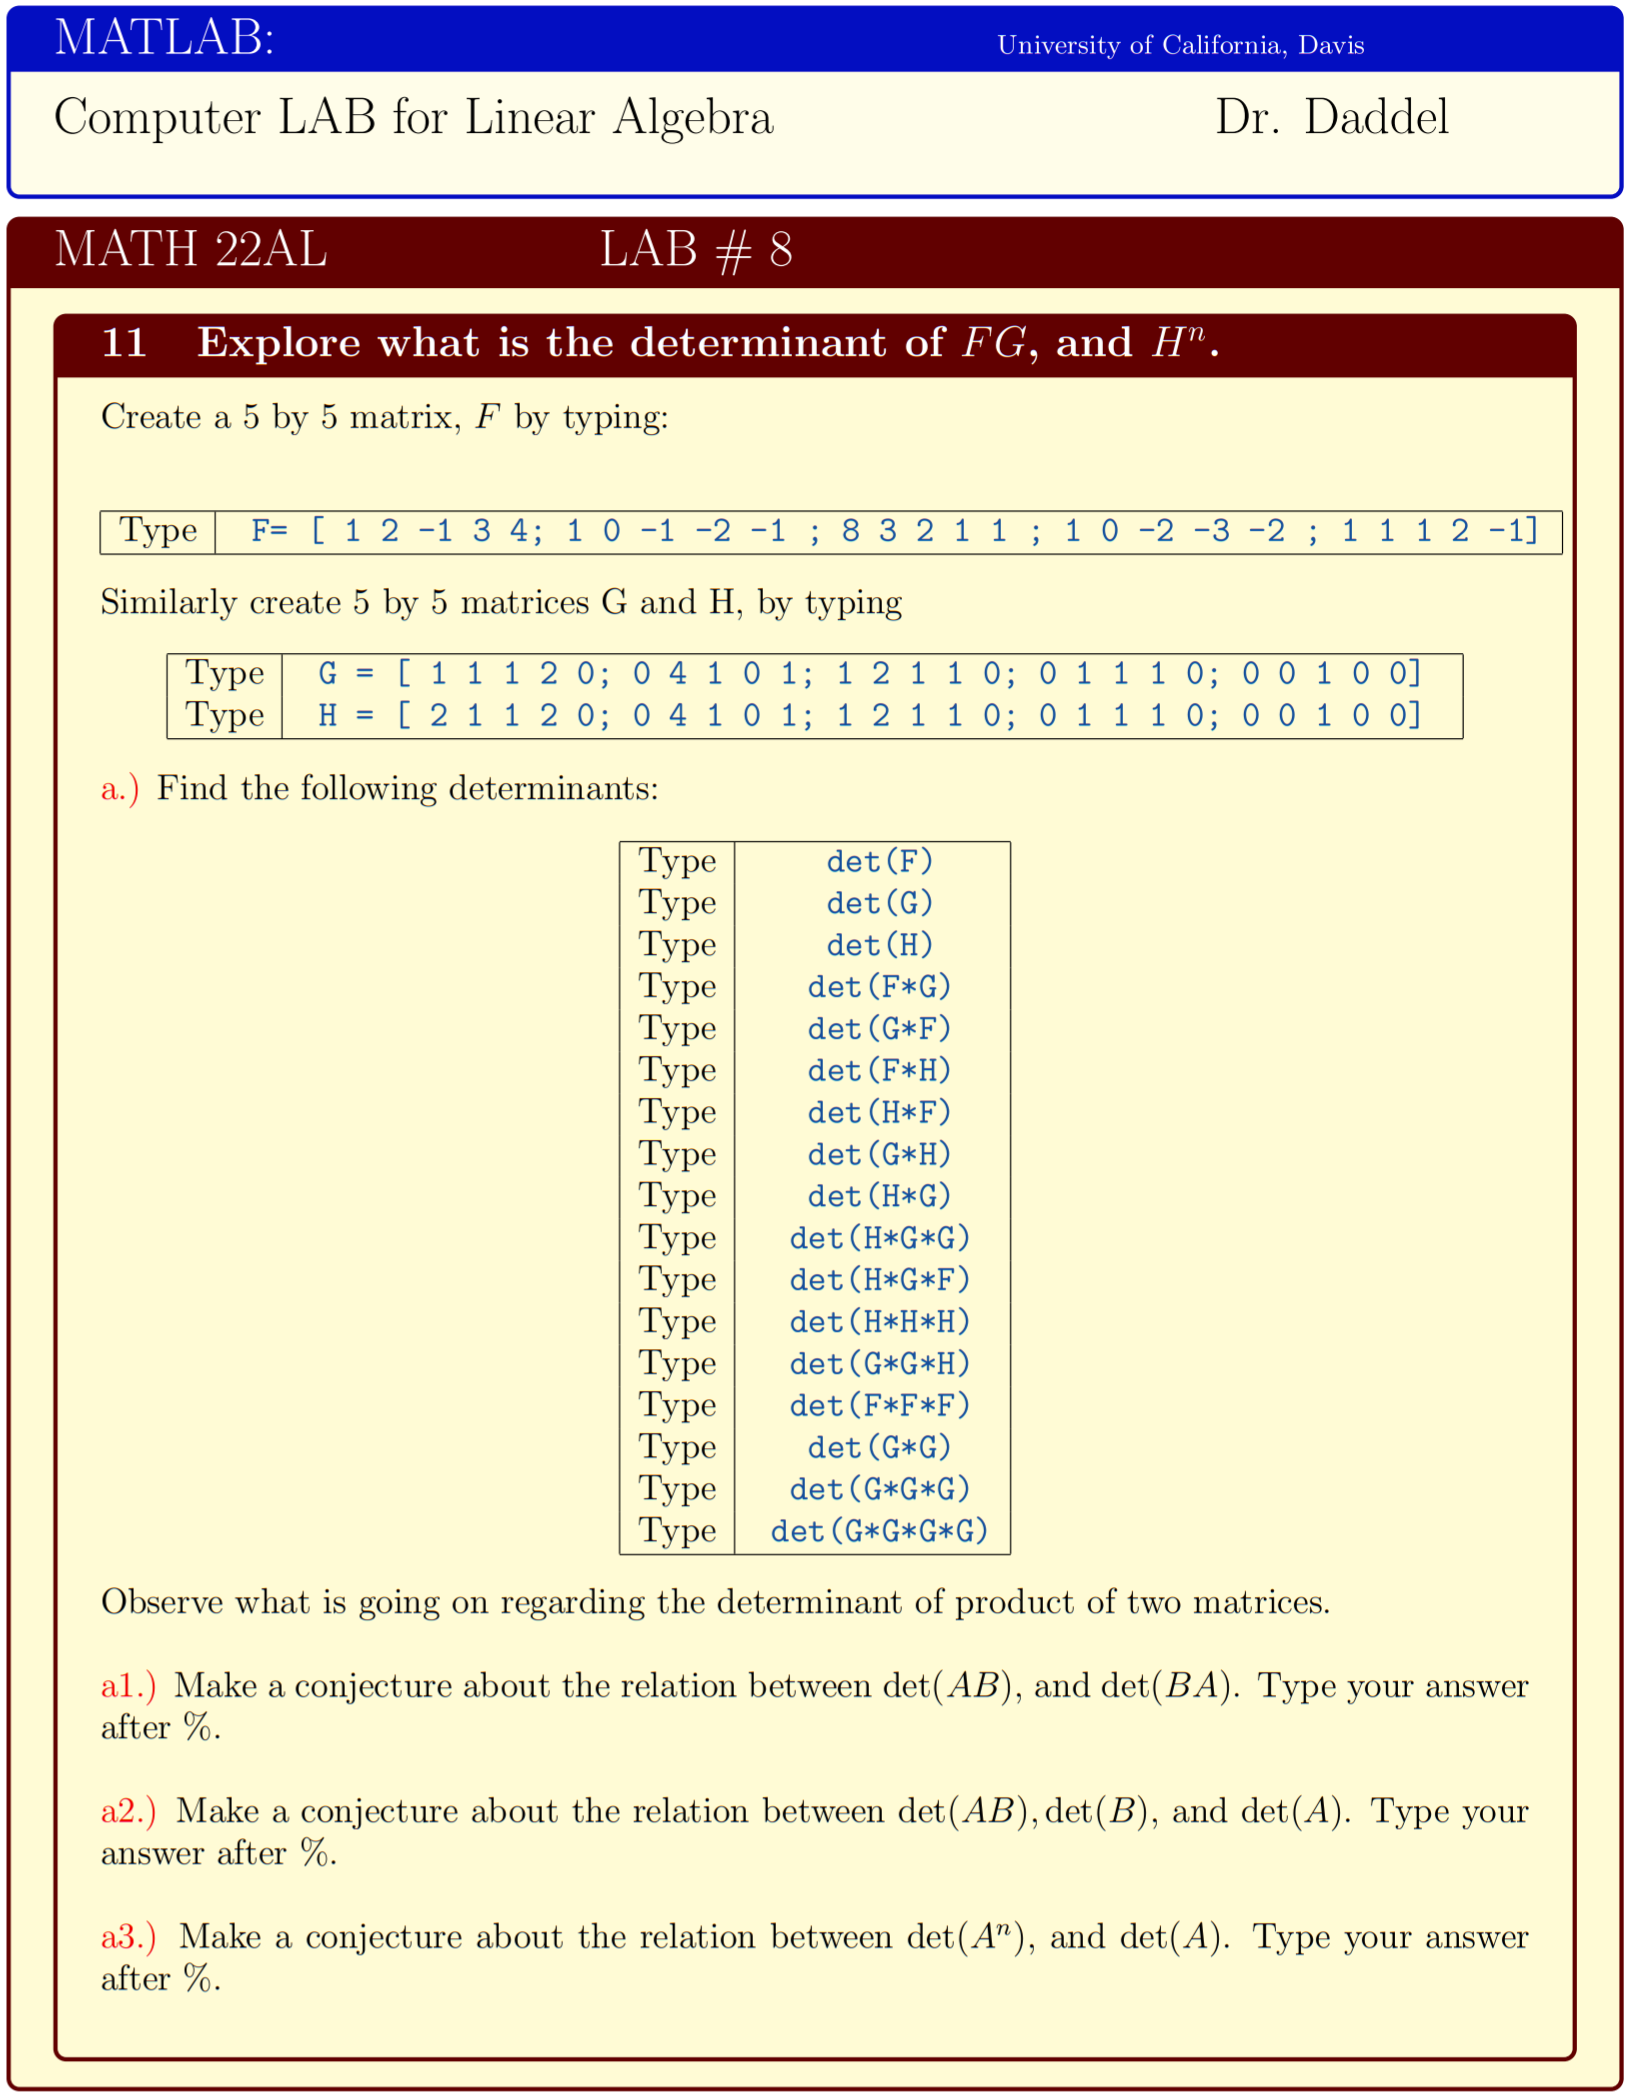 MATLAB: University of California, Davis
Computer LAB for Linear Algebra Dr. Daddel
MATH 22AL LAB # 8
11 Explore what is the determinant of FG, and Hⁿ.
Create a 5 by 5 matrix, F by typing:
Type F= [ 1 2 -1 3 4; 1 0 -1 -2 -1 ; 8 3 2 1 1 ; 1 0 -2 -3 -2 ; 1 1 1 2 -1]
Similarly create 5 by 5 matrices G and H, by typing
Type G = [ 1 1 1 2 0; 0 4 1 0 1; 1 2 1 1 0; 0 1 1 1 0; 0 0 1 0 0]
Type H = [ 2 1 1 2 0; 0 4 1 0 1; 1 2 1 1 0; 0 1 1 1 0; 0 0 1 0 0]
a.) Find the following determinants:
Type det(F)
Type det(G)
Type det(H)
Type det(F*G)
Type det(G*F)
Type det(F*H)
Type det(H*F)
Type det(G*H)
Type det(H*G)
Type det(H*G*G)
Type det(H*G*F)
Type det(H*H*H)
Type det(G*G*H)
Type det(F*F*F)
Type det(G*G)
Type det(G*G*G)
Type det(G*G*G*G)
Observe what is going on regarding the determinant of product of two matrices.
a1.) Make a conjecture about the relation between det(AB), and det(BA). Type your answer
after %.
a2.) Make a conjecture about the relation between det(AB), det(B), and det(A). Type your
answer after %.
a3.) Make a conjecture about the relation between det(Aⁿ), and det(A). Type your answer
after %.